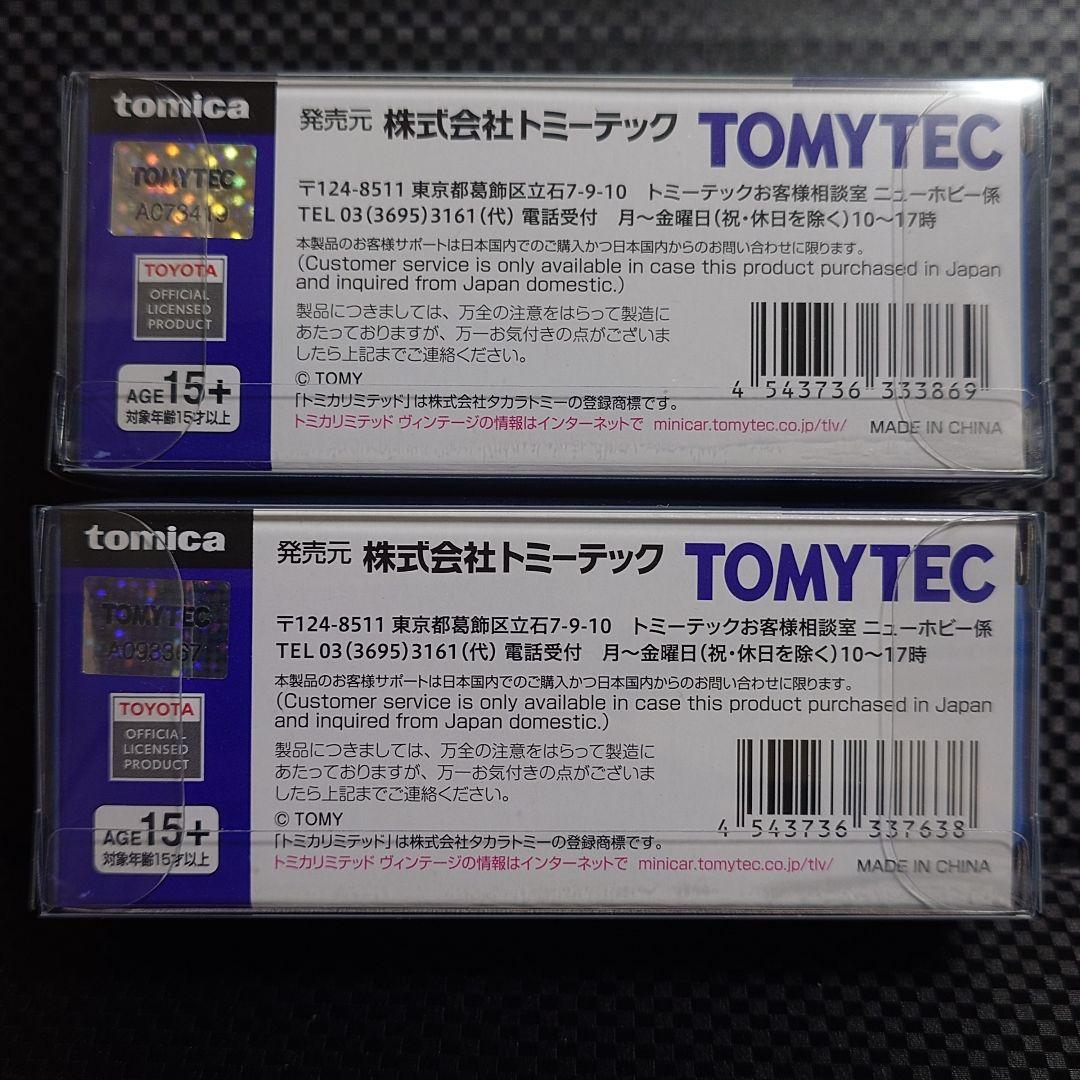 tomica
TOMYTEC
AC73419
TOYOTA
OFFICIAL
LICENSED
PRODUCT
AGE 15+
対象年齢15才以上
発売元 株式会社トミーテック TOMYTEC
〒124-8511 東京都葛飾区立石7-9-10 トミーテックお客様相談室 ニューホビー係
TEL 03(3695)3161(代) 電話受付 月〜金曜日(祝・休日を除く)10〜17時
本製品のお客様サポートは日本国内でのご購入かつ日本国内からのお問い合わせに限ります。
(Customer service is only available in case this product purchased in Japan
and inquired from Japan domestic.)
製品につきましては、万全の注意をはらって製造に
あたっておりますが、万一お気付きの点がございま
したら上記までご連絡ください。
© TOMY
「トミカリミテッド」は株式会社タカラトミーの登録商標です。
トミカリミテッド ヴィンテージの情報はインターネットで minicar.tomytec.co.jp/tlv/
4 543736 333869
MADE IN CHINA
tomica
TOMYTEC
TOYOTA
OFFICIAL
LICENSED
PRODUCT
AGE 15+
対象年齢15才以上
発売元 株式会社トミーテック TOMYTEC
〒124-8511 東京都葛飾区立石7-9-10 トミーテックお客様相談室 ニューホビー係
TEL 03(3695)3161(代) 電話受付 月〜金曜日(祝・休日を除く)10〜17時
本製品のお客様サポートは日本国内でのご購入かつ日本国内からのお問い合わせに限ります。
(Customer service is only available in case this product purchased in Japan
and inquired from Japan domestic.)
製品につきましては、万全の注意をはらって製造に
あたっておりますが、万一お気付きの点がございま
したら上記までご連絡ください。
© TOMY
「トミカリミテッド」は株式会社タカラトミーの登録商標です。
トミカリミテッド ヴィンテージの情報はインターネットで minicar.tomytec.co.jp/tlv/
4 543736 337638
MADE IN CHINA